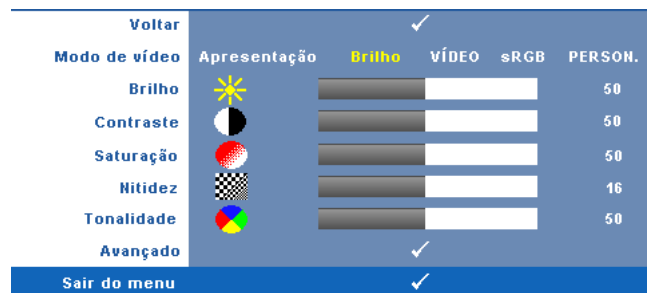 Voltar
Modo de vídeo Apresentação Brilho VÍDEO sRGB PERSON.
Brilho 50
Contraste 50
Saturação 50
Nitidez 16
Tonalidade 50
Avançado
Sair do menu